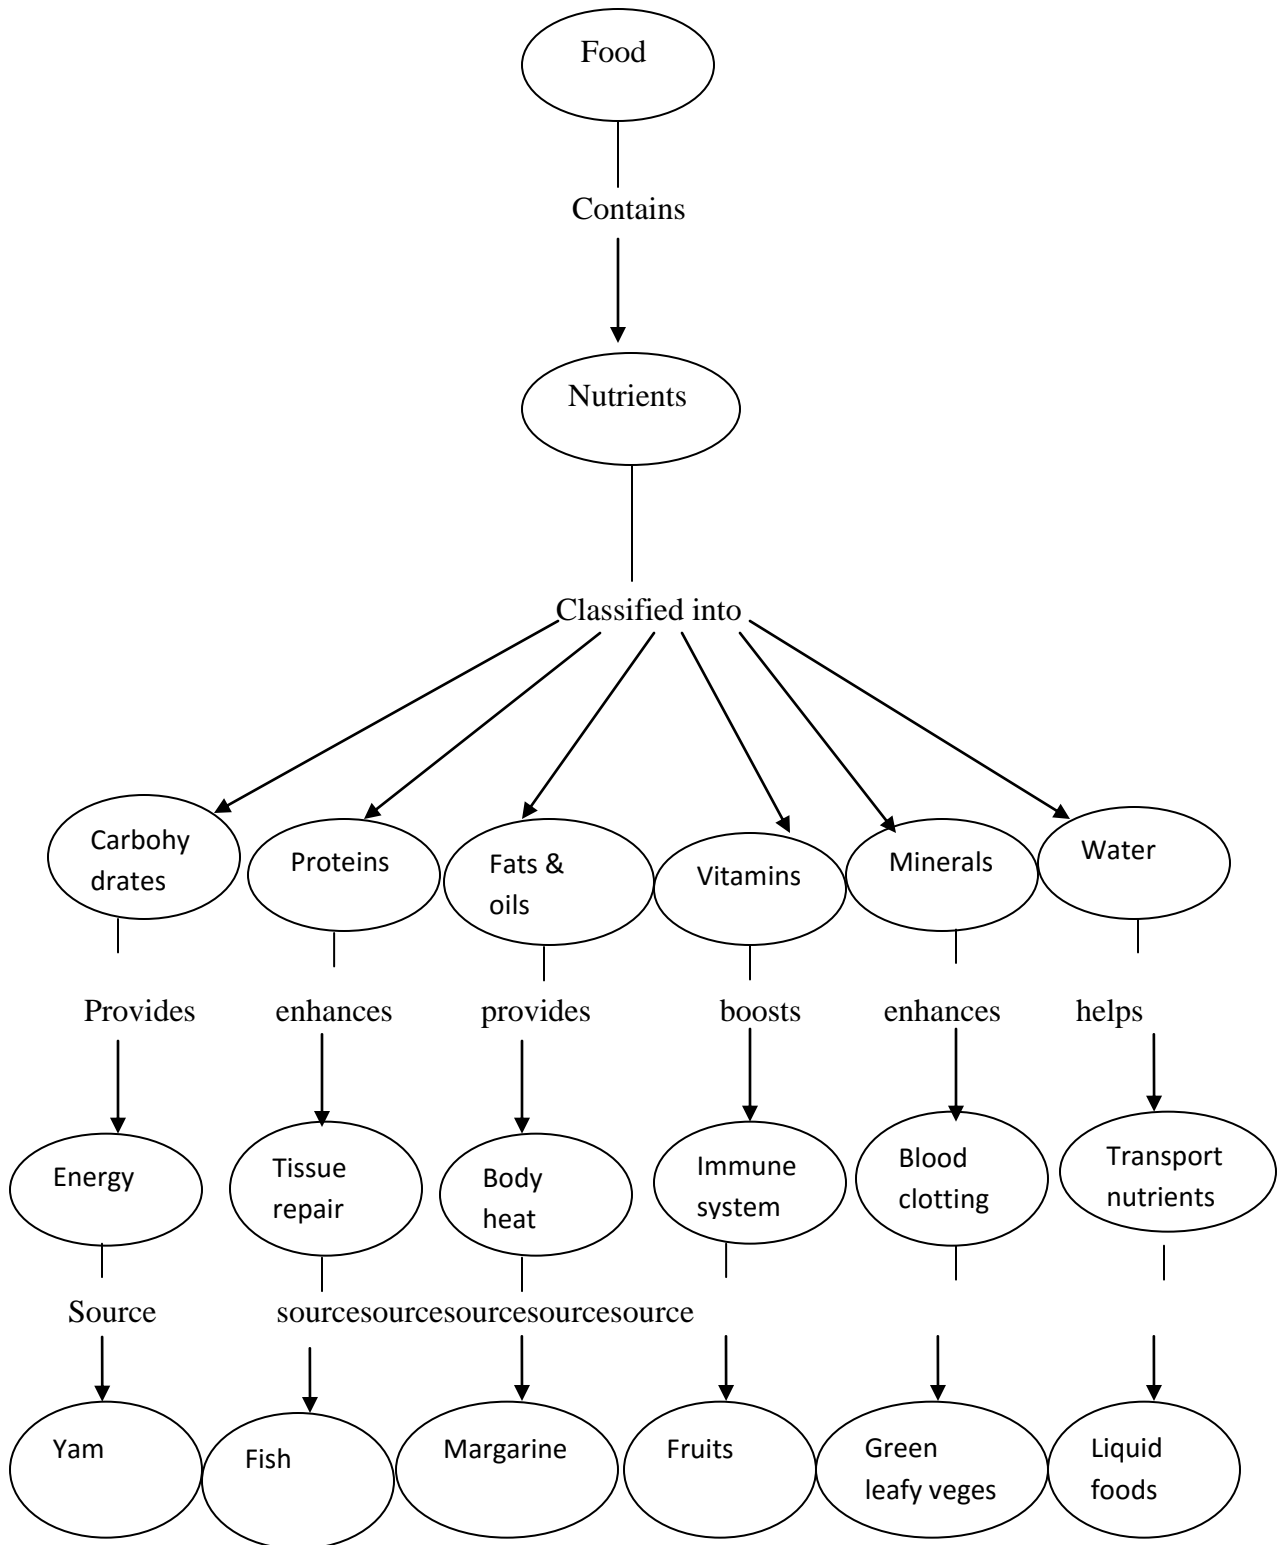 Food
Contains
Nutrients
Classified into
Carbohy
drates
Proteins
Fats &
oils
Vitamins
Minerals
Water
Provides
enhances
provides
boosts
enhances
helps
Energy
Tissue
repair
Body
heat
Immune
system
Blood
clotting
Transport
nutrients
Source
sourcesourcesourcesourcesource
Yam
Fish
Margarine
Fruits
Green
leafy veges
Liquid
foods